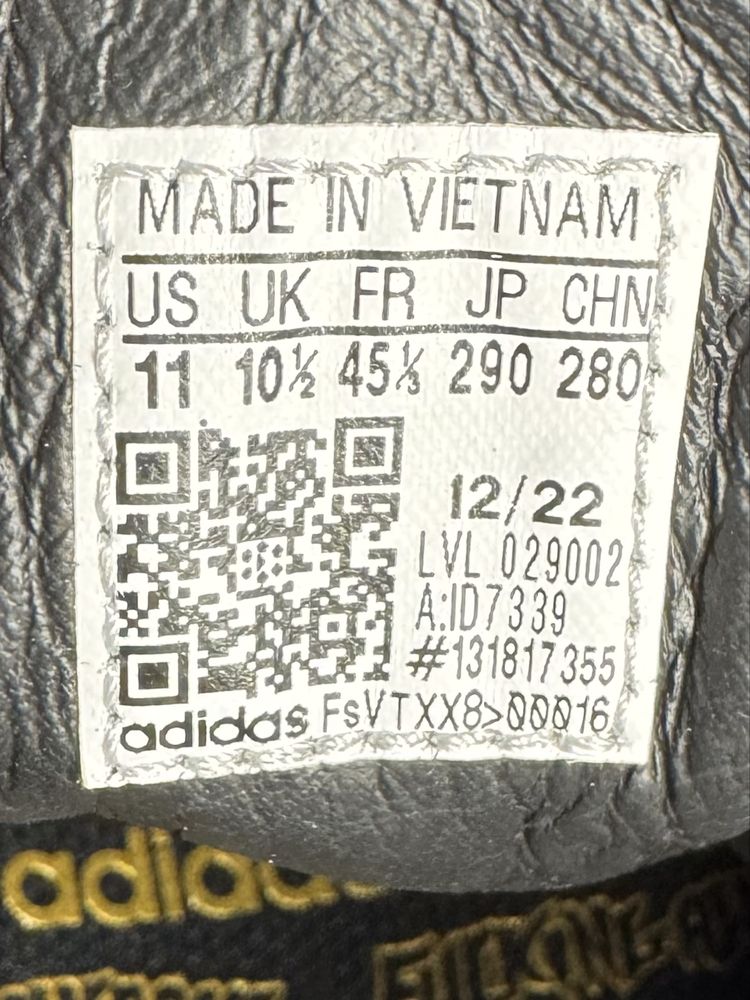 MADE IN VIETNAM
US UK FR JP CHN
11 10½ 45⅓ 290 280
12/22
LVL 029002
A:ID7339
#131817355
adidas FsVTXX8>00016
adidas